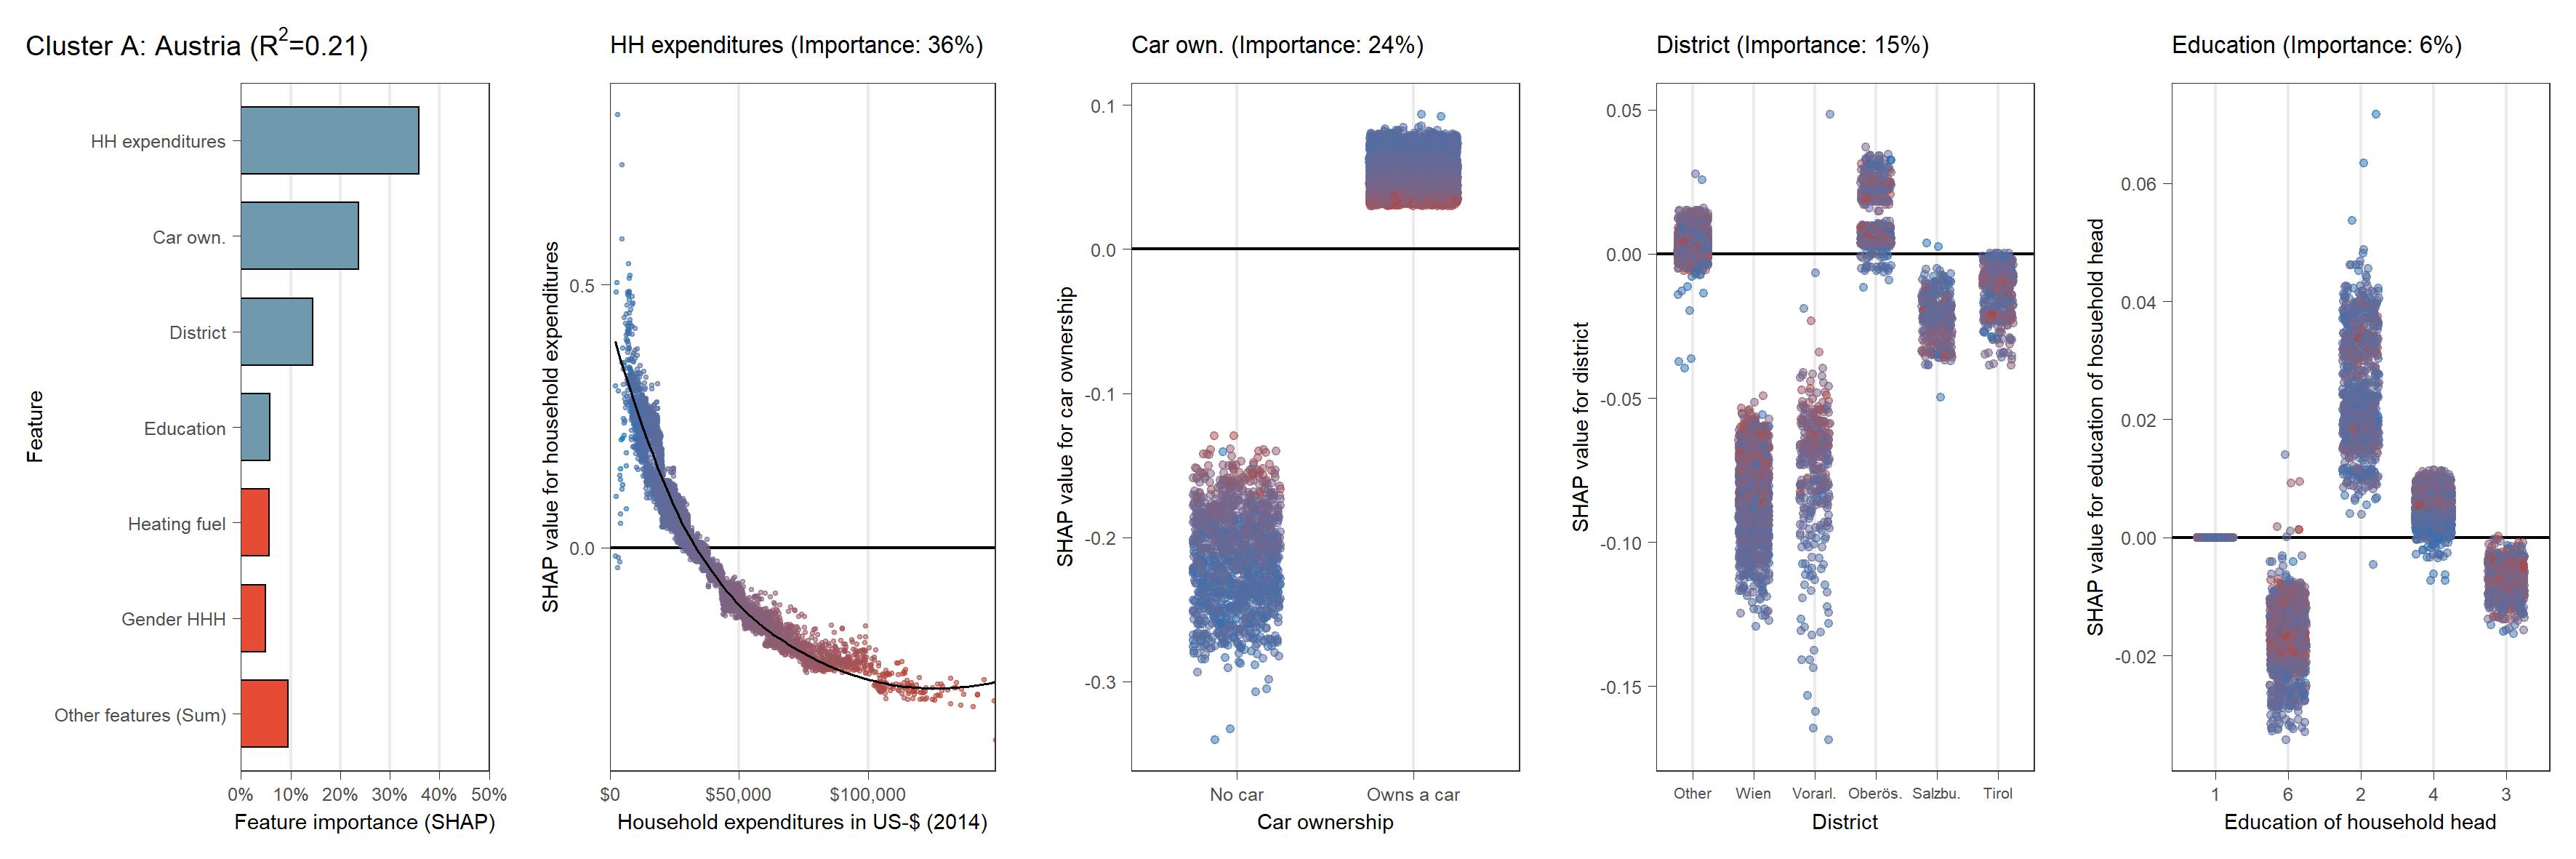 Cluster A: Austria (R²=0.21)
Feature
HH expenditures
Car own.
District
Education
Heating fuel
Gender HHH
Other features (Sum)
0% 10% 20% 30% 40% 50%
Feature importance (SHAP)
HH expenditures (Importance: 36%)
SHAP value for household expenditures
0.5
0.0
$0 $50,000 $100,000
Household expenditures in US-$ (2014)
Car own. (Importance: 24%)
SHAP value for car ownership
0.1
0.0
-0.1
-0.2
-0.3
No car Owns a car
Car ownership
District (Importance: 15%)
SHAP value for district
0.05
0.00
-0.05
-0.10
-0.15
Other Wien Vorarl. Oberös. Salzbu. Tirol
District
Education (Importance: 6%)
SHAP value for education of hosuehold head
0.06
0.04
0.02
0.00
-0.02
1 6 2 4 3
Education of household head